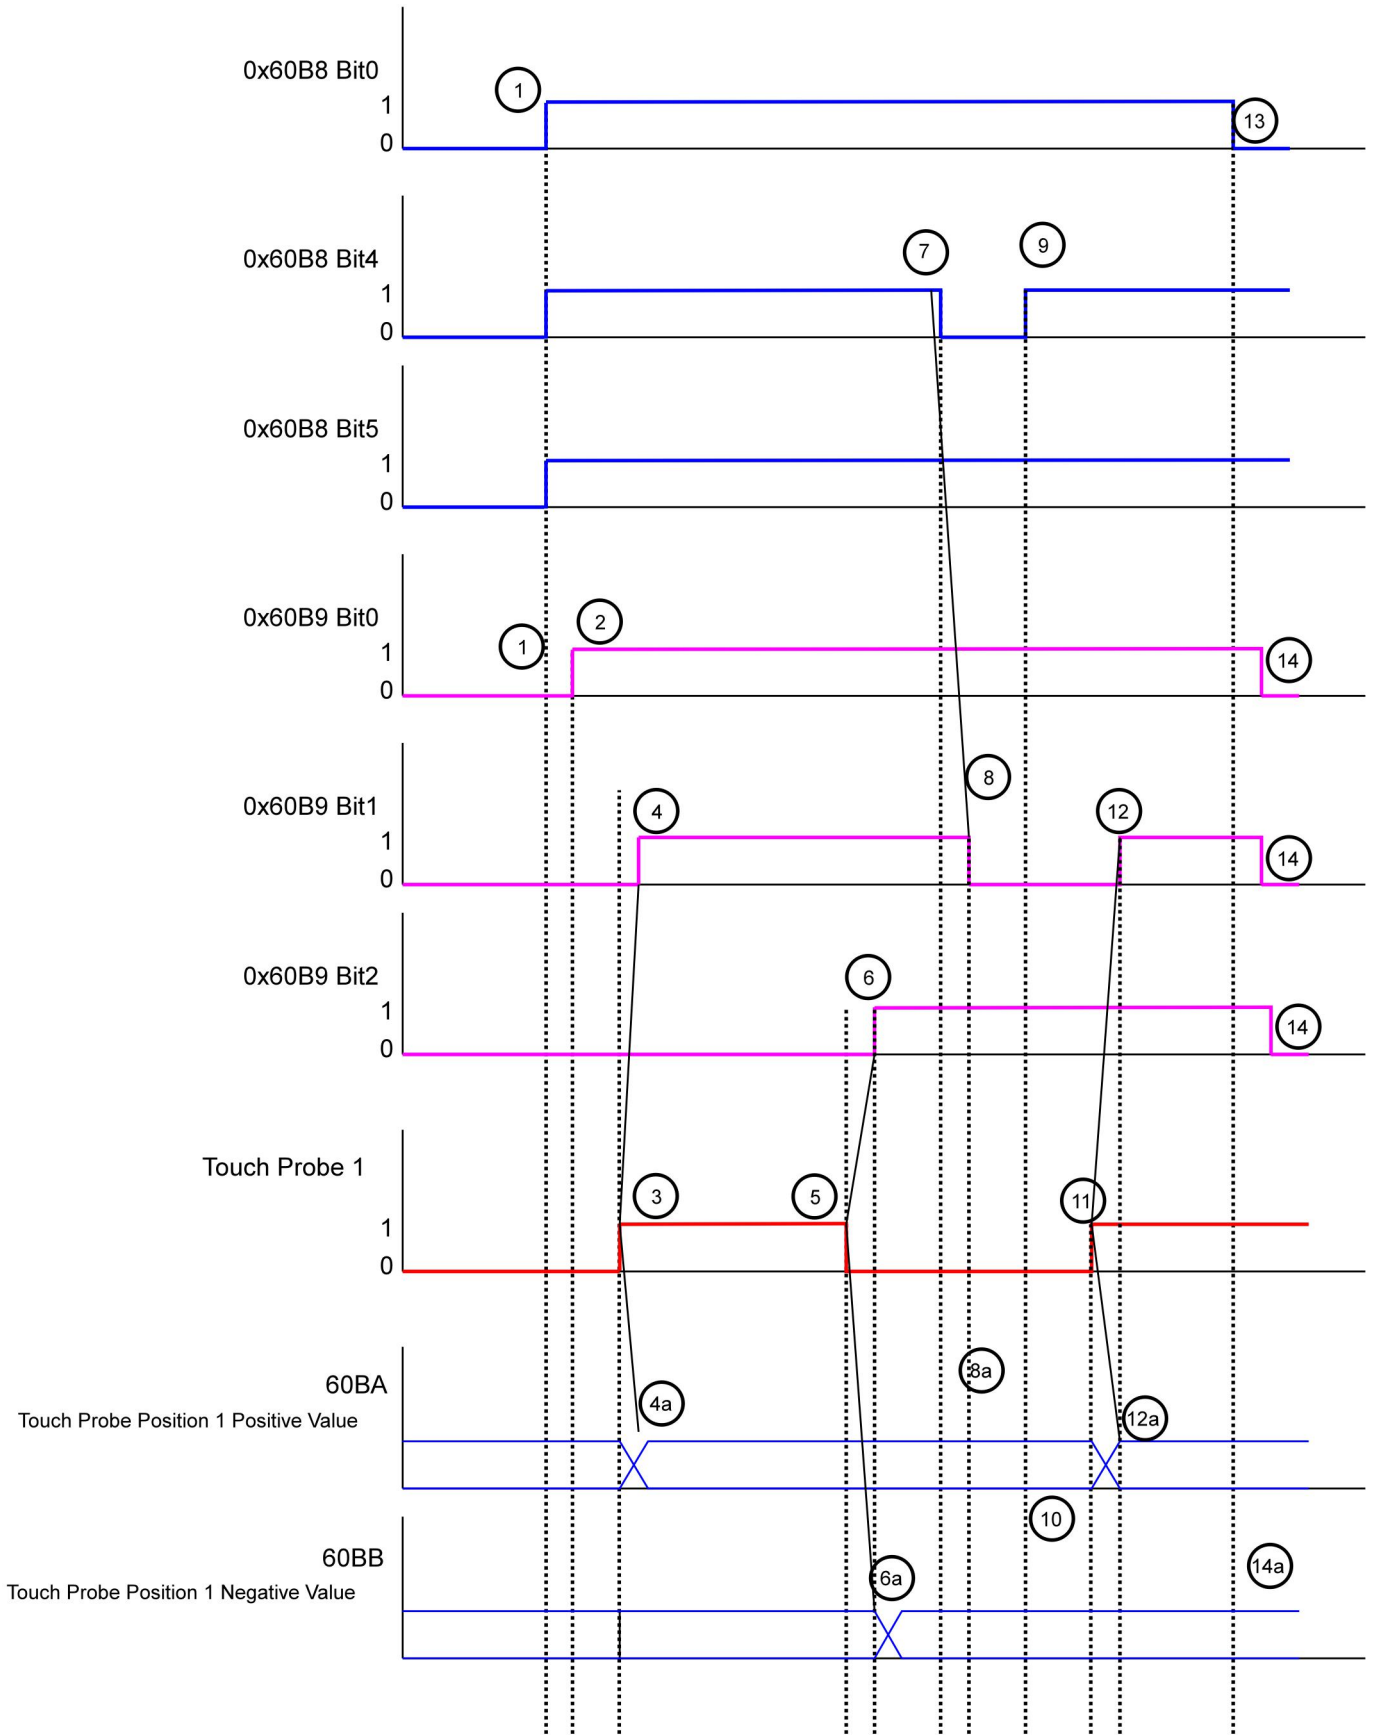 0x60B8 Bit0
1
1
0
13
0x60B8 Bit4
7
9
1
0
0x60B8 Bit5
1
0
0x60B9 Bit0
2
1
1
14
0
0x60B9 Bit1
8
4
12
1
14
0
0x60B9 Bit2
6
1
14
0
Touch Probe 1
3
5
11
1
0
60BA
8a
4a
Touch Probe Position 1 Positive Value
12a
10
60BB
14a
6a
Touch Probe Position 1 Negative Value